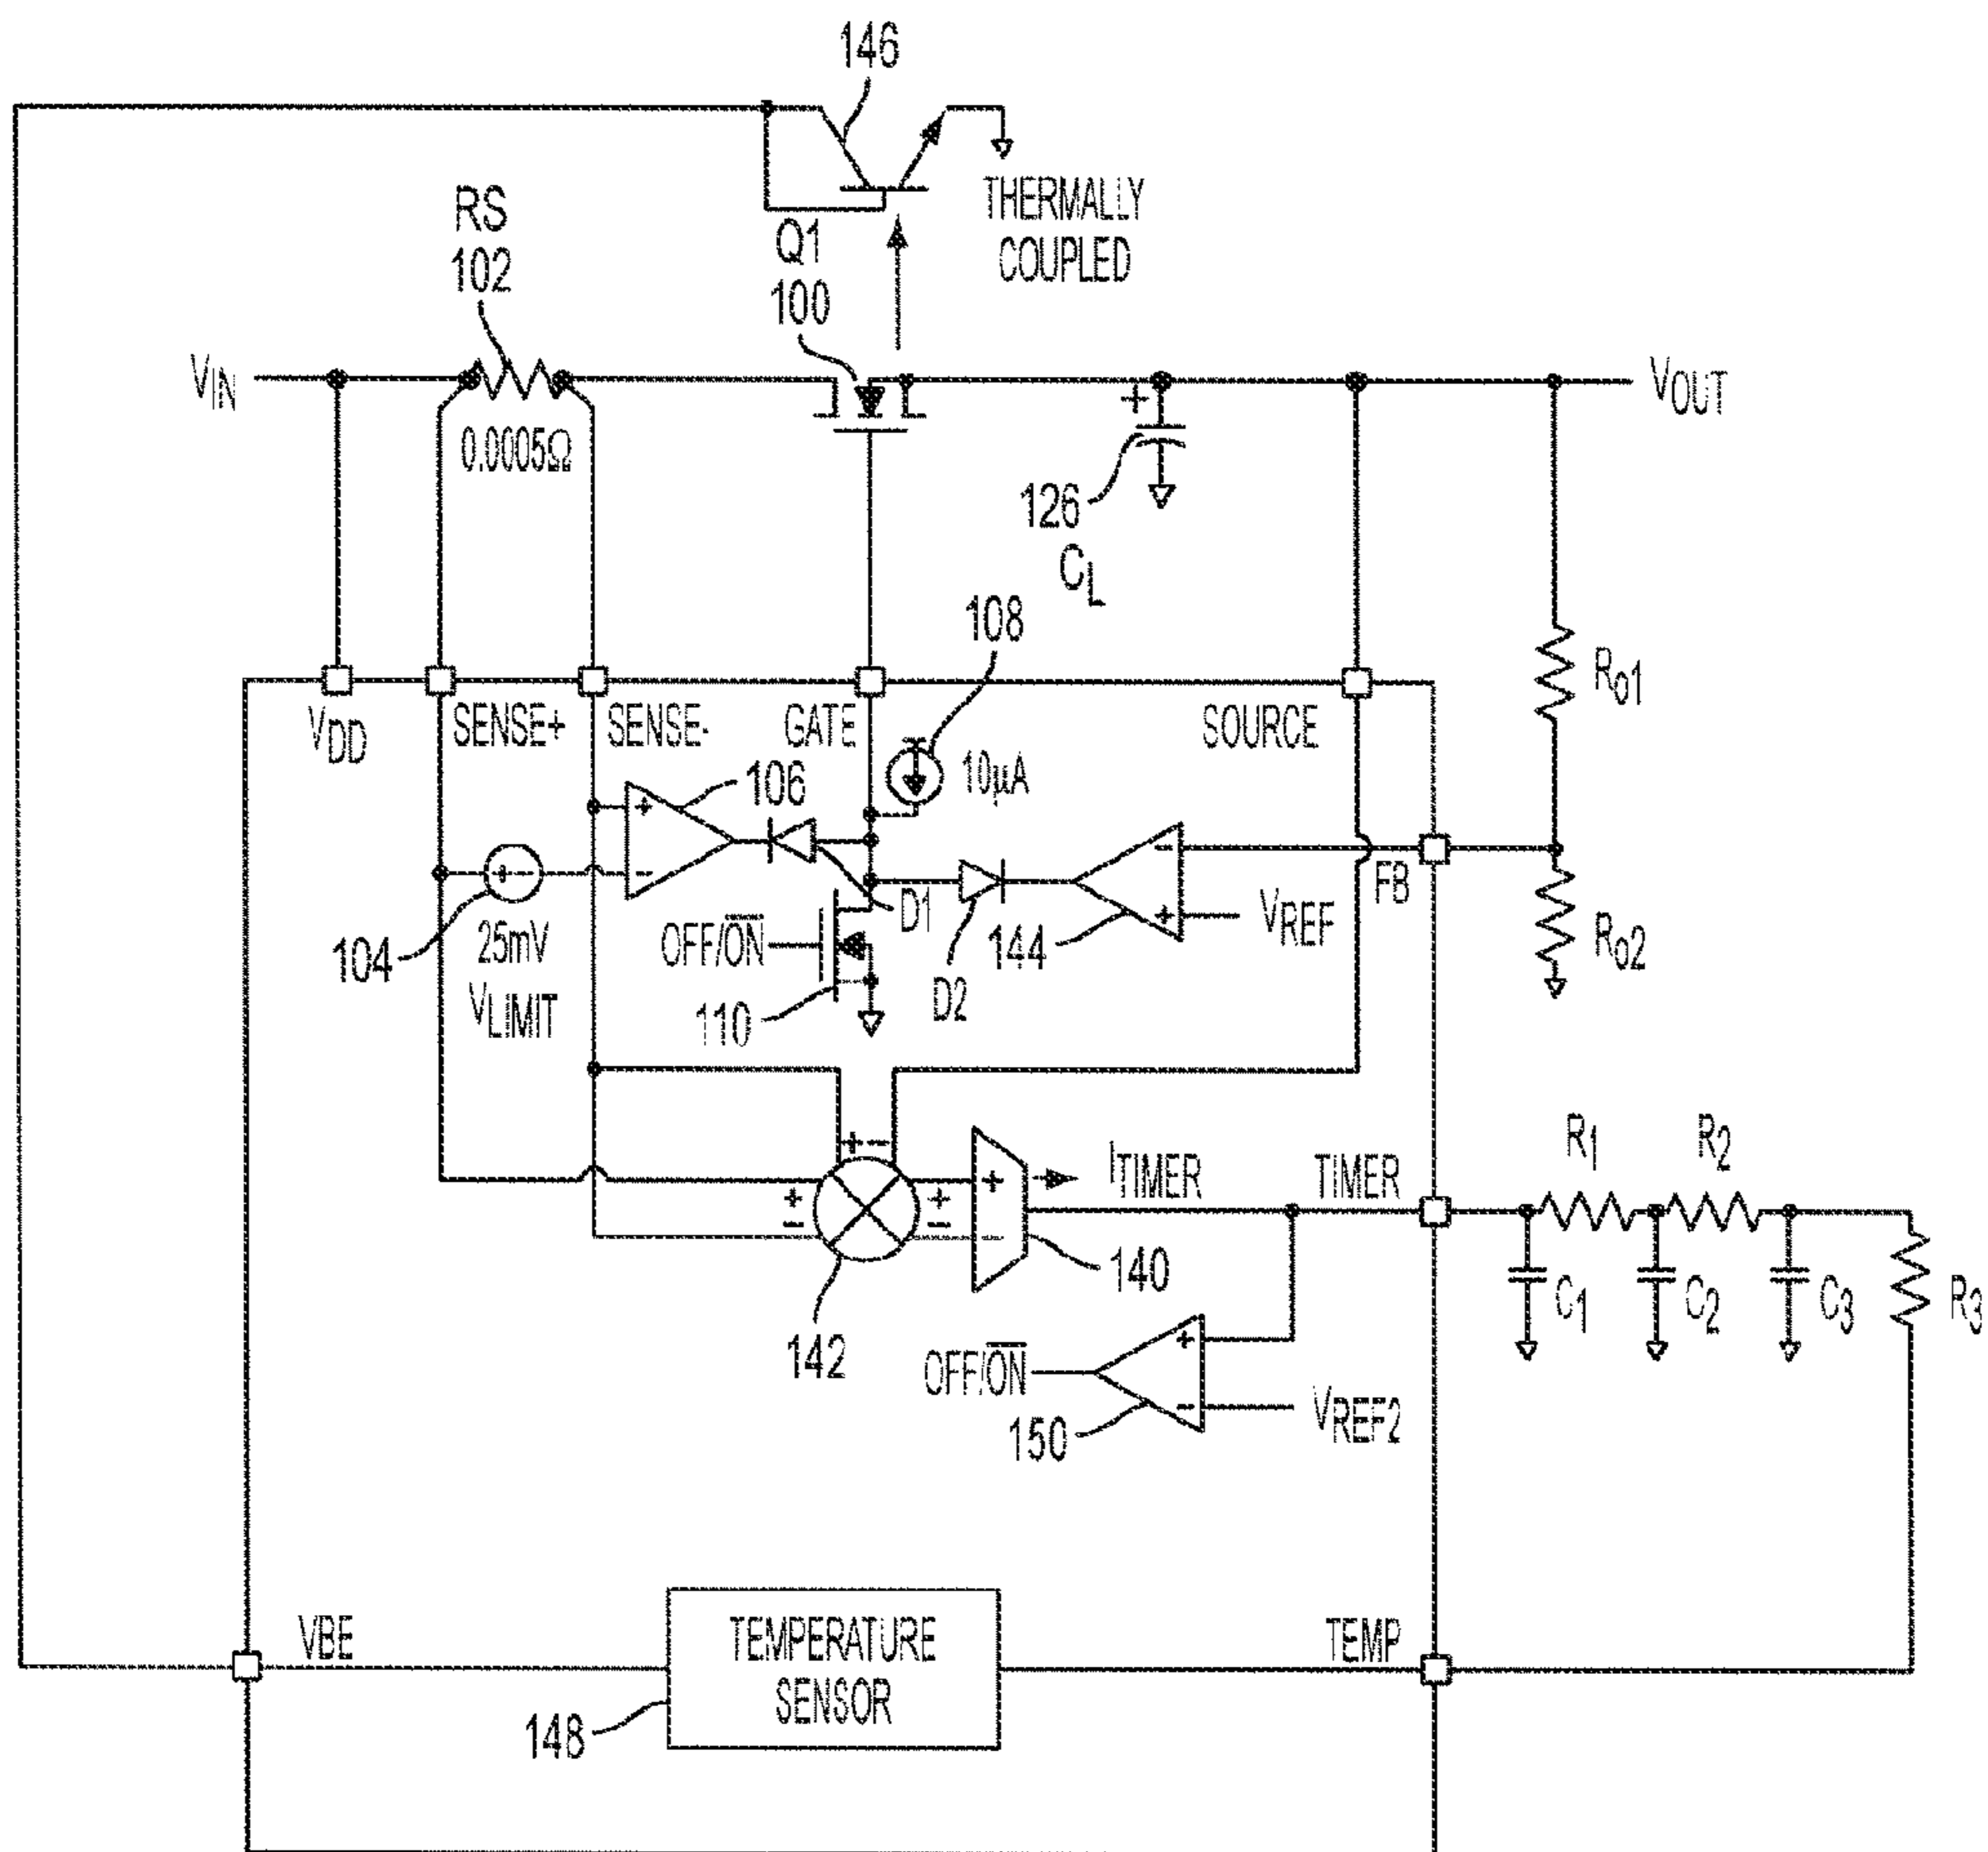 146
THERMALLY
COUPLED
RS
102
Q1
100
VIN
0.0005Ω
+
126
CL
VOUT
108
Ro1
VDD
SENSE+
SENSE-
GATE
SOURCE
10μA
106
+
-
104
25mV
VLIMIT
D1
OFF/ON
110
D2
144
-
+
VREF
FB
Ro2
+ -
+
-
+
-
+
-
ITIMER
TIMER
R1
R2
142
140
C1
C2
C3
R3
OFF/ON
+
-
150
VREF2
VBE
TEMPERATURE
SENSOR
148
TEMP